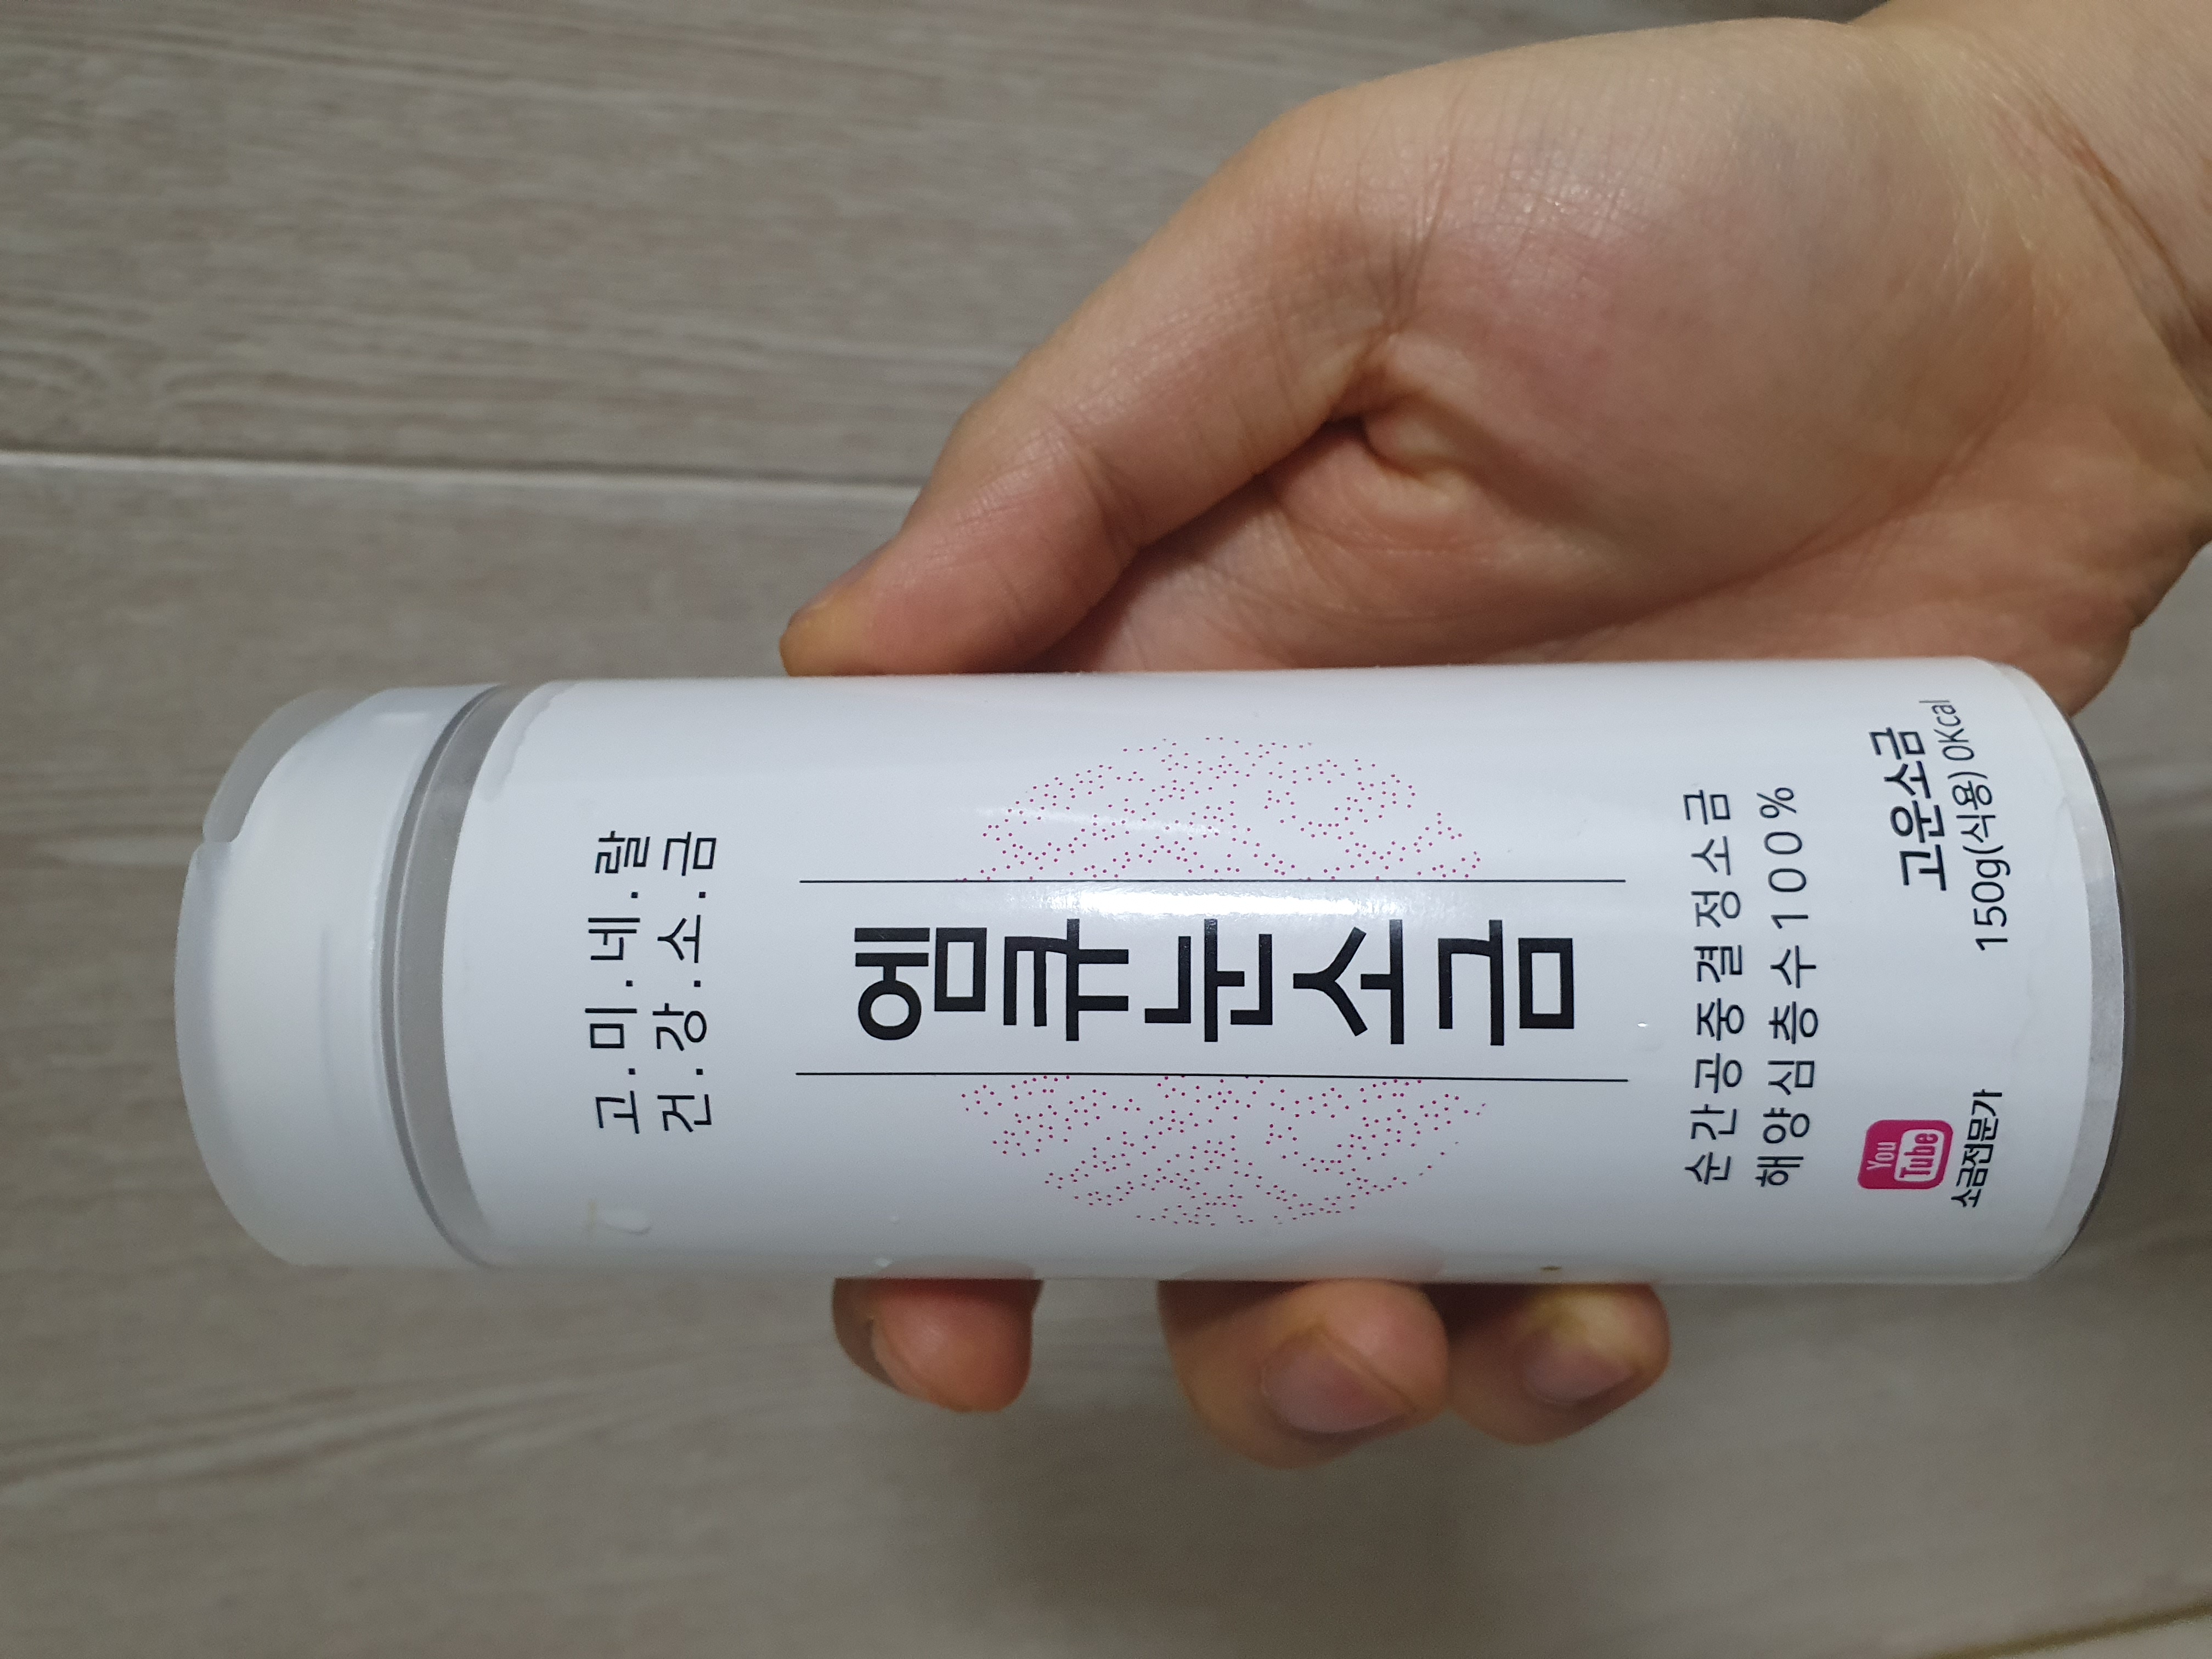 고.미.네.랄
건.강.소.금
엠큐눈소금
순간공중결정소금
해양심층수100%
You
Tube
소금전문가
고운소금
150g(식용) 0Kcal